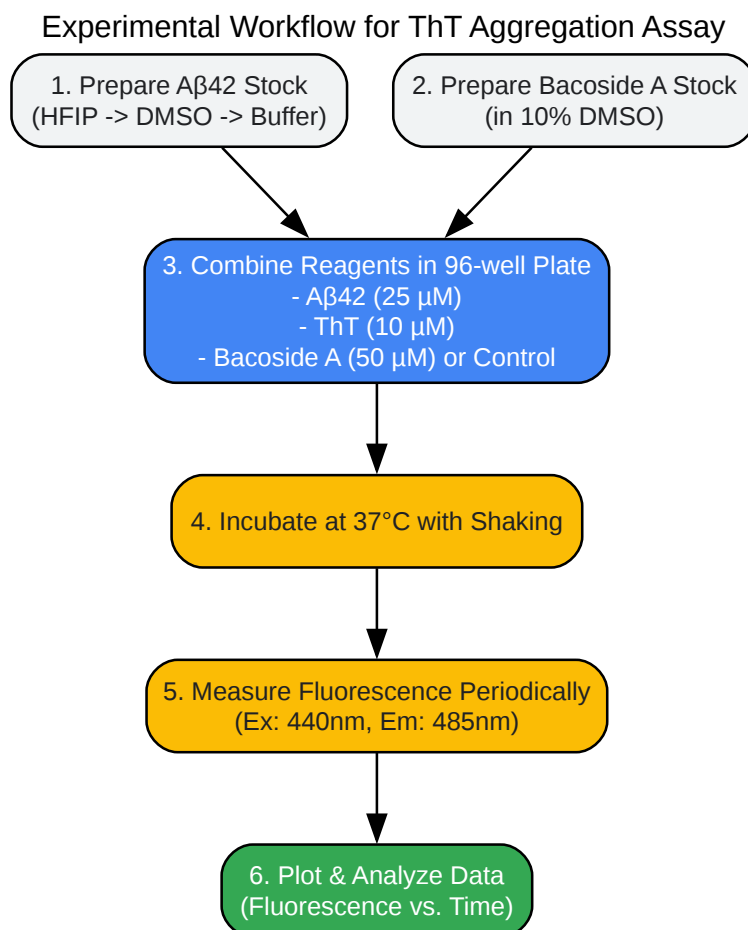 Experimental Workflow for ThT Aggregation Assay
1. Prepare Aβ42 Stock
(HFIP -> DMSO -> Buffer)
2. Prepare Bacoside A Stock
(in 10% DMSO)
3. Combine Reagents in 96-well Plate
- Aβ42 (25 µM)
- ThT (10 µM)
- Bacoside A (50 µM) or Control
4. Incubate at 37°C with Shaking
5. Measure Fluorescence Periodically
(Ex: 440nm, Em: 485nm)
6. Plot & Analyze Data
(Fluorescence vs. Time)